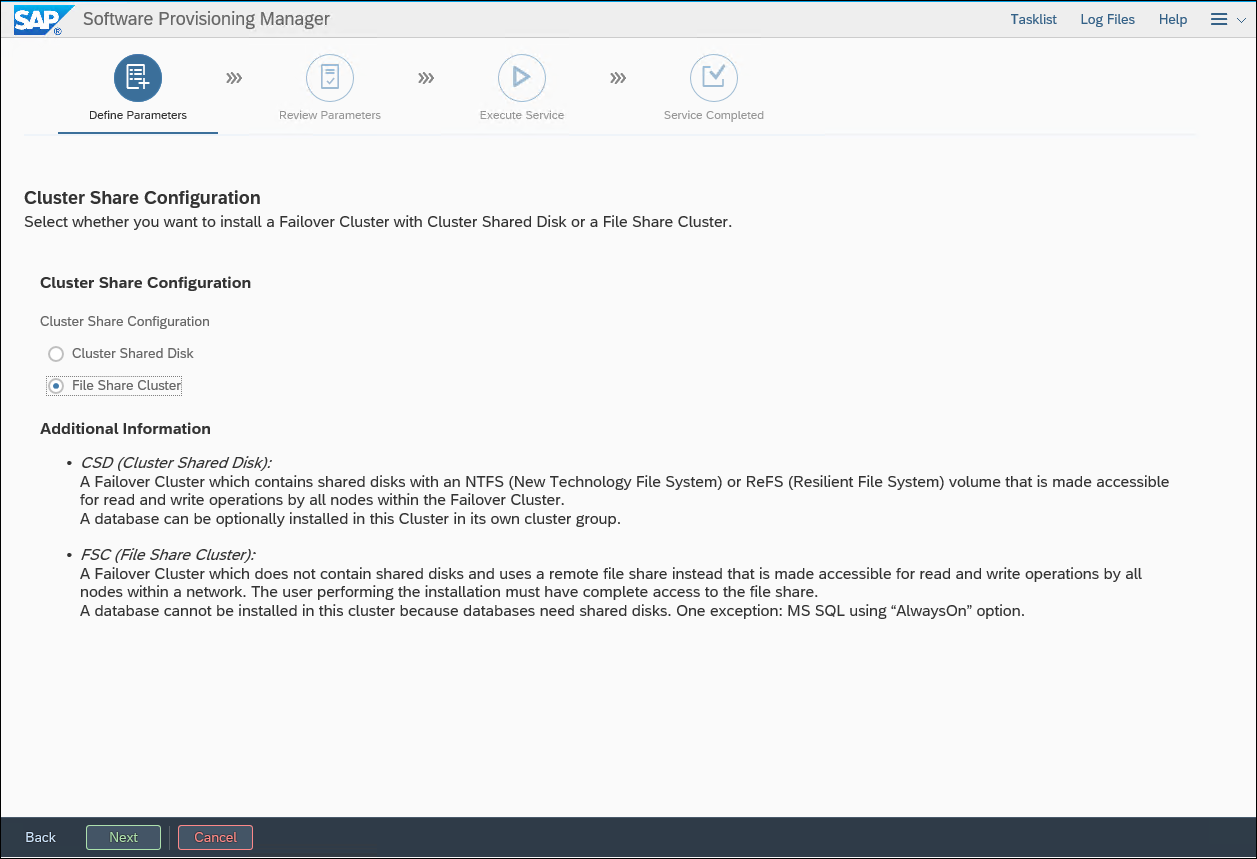 SAP ® Software Provisioning Manager
Tasklist Log Files Help
Define Parameters
Review Parameters
Execute Service
Service Completed
Cluster Share Configuration
Select whether you want to install a Failover Cluster with Cluster Shared Disk or a File Share Cluster.
Cluster Share Configuration
Cluster Share Configuration
Cluster Shared Disk
File Share Cluster
Additional Information
• CSD (Cluster Shared Disk):
A Failover Cluster which contains shared disks with an NTFS (New Technology File System) or ReFS (Resilient File System) volume that is made accessible
for read and write operations by all nodes within the Failover Cluster.
A database can be optionally installed in this Cluster in its own cluster group.
• FSC (File Share Cluster):
A Failover Cluster which does not contain shared disks and uses a remote file share instead that is made accessible for read and write operations by all
nodes within a network. The user performing the installation must have complete access to the file share.
A database cannot be installed in this cluster because databases need shared disks. One exception: MS SQL using “AlwaysOn” option.
Back Next Cancel